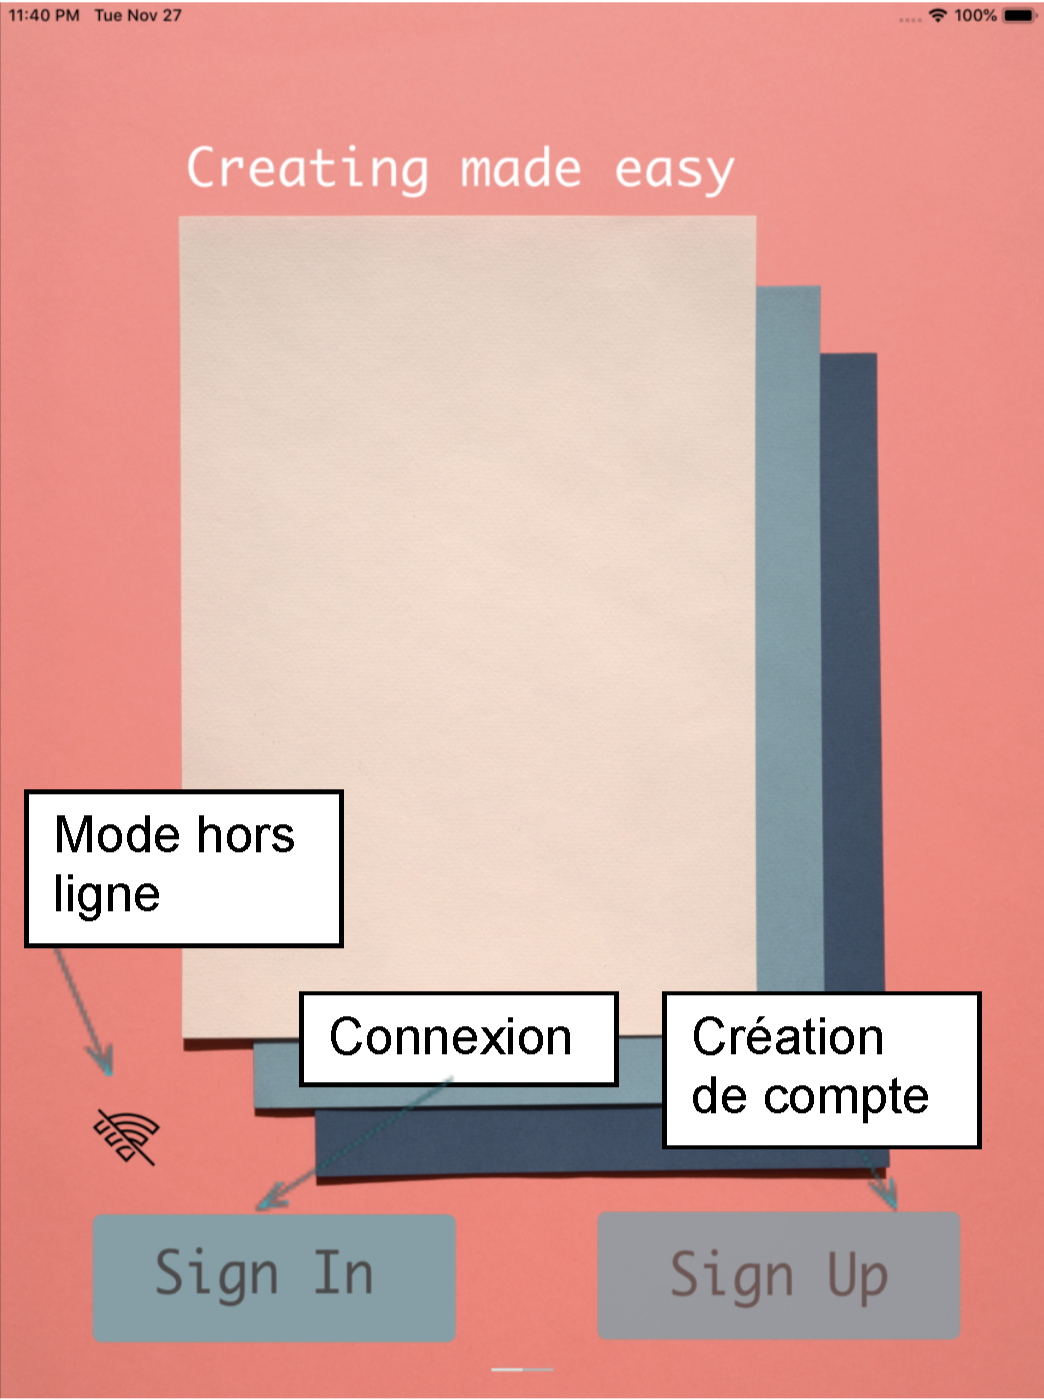 11:40 PM Tue Nov 27 100%
Creating made easy
Mode hors
ligne
Connexion
Création
de compte
Sign In
Sign Up